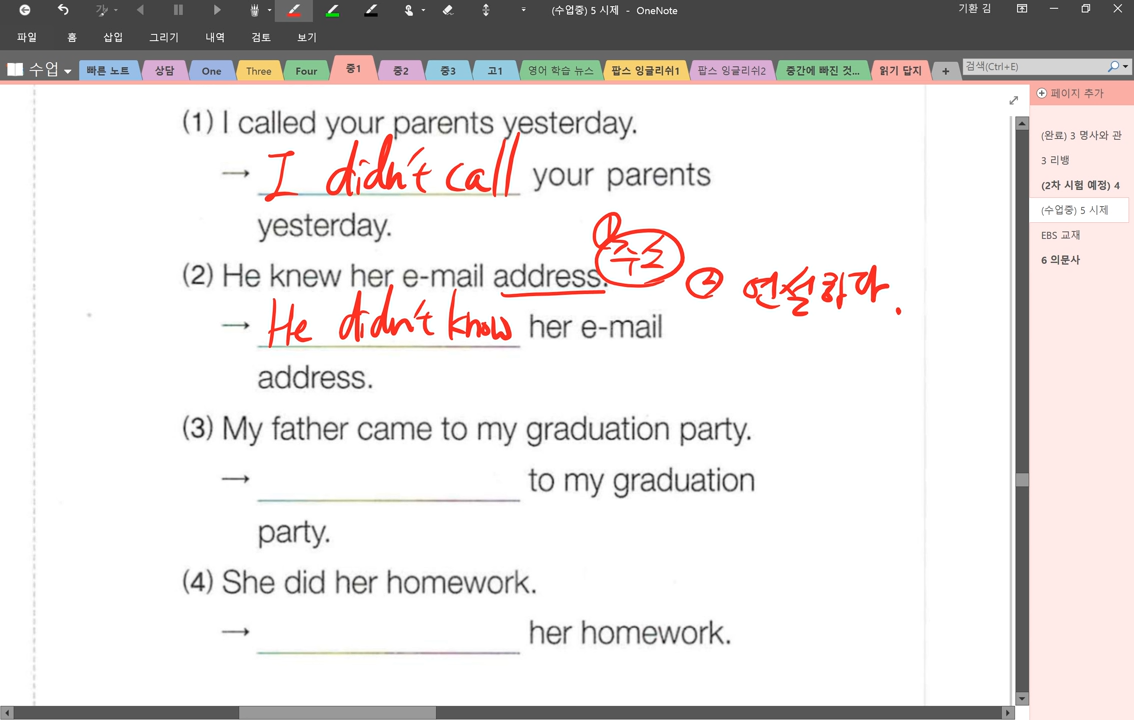 기환 김
(수업중) 5 시제 - OneNote
파일 홈 삽입 그리기 내역 검토 보기
수업 빠른 노트 상담 One Three Four 중1 중2 중3 고1 영어 학습 뉴스 팝스 잉글리쉬1 팝스 잉글리쉬2 중간에 빠진 것... 읽기 답지 + 검색(Ctrl+E)
페이지 추가
(완료) 3 명사와 관
3 리뱅
(2차 시험 예정) 4
(수업중) 5 시제
EBS 교재
6 의문사
(1) I called your parents yesterday.
→ I didn't call your parents
yesterday.
(2) He knew her e-mail address.
① 주소 ② 연설하다.
→ He didn't know her e-mail
address.
(3) My father came to my graduation party.
→ to my graduation
party.
(4) She did her homework.
→ her homework.